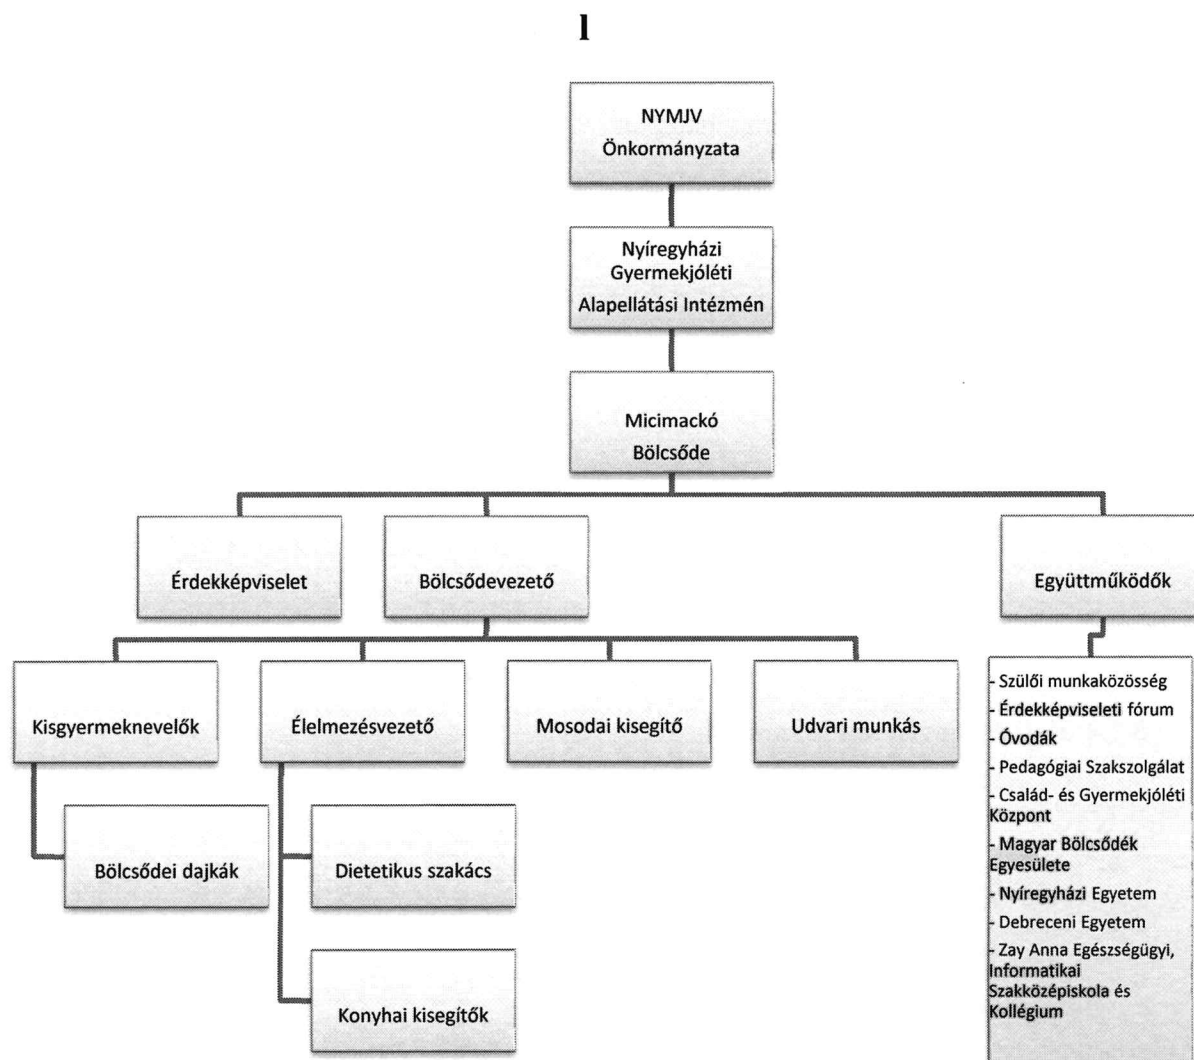 l
NYMJV
Önkormányzata
Nyíregyházi
Gyermekjóléti
Alapellátási Intézmén
Micimackó
Bölcsőde
Érdekképviselet
Bölcsődevezető
Együttműködők
Kisgyermeknevelők
Élelmezésvezető
Mosodai kisegítő
Udvari munkás
Bölcsődei dajkák
Dietetikus szakács
Konyhai kisegítők
- Szülői munkaközösség
- Érdekképviseleti fórum
- Óvodák
- Pedagógiai Szakszolgálat
- Család- és Gyermekjóléti
Központ
- Magyar Bölcsődék
Egyesülete
- Nyíregyházi Egyetem
- Debreceni Egyetem
- Zay Anna Egészségügyi,
Informatikai
Szakközépiskola és
Kollégium